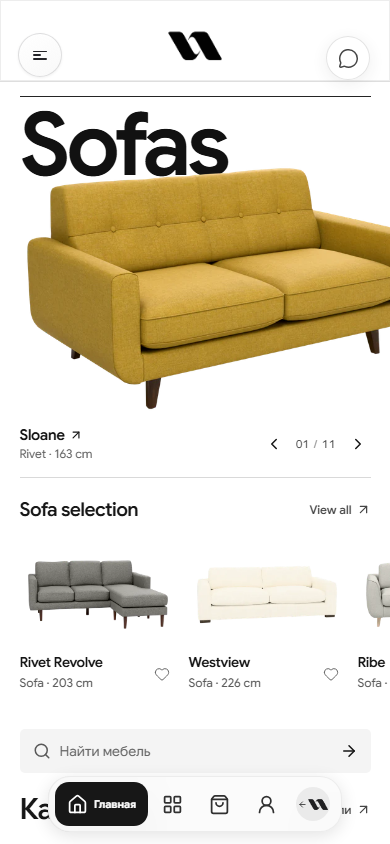 Sofas
Sloane
Rivet · 163 cm
01 / 11
Sofa selection
View all
Rivet Revolve
Sofa · 203 cm
Westview
Sofa · 226 cm
Ribe
Sofa ·
Найти мебель
Главная